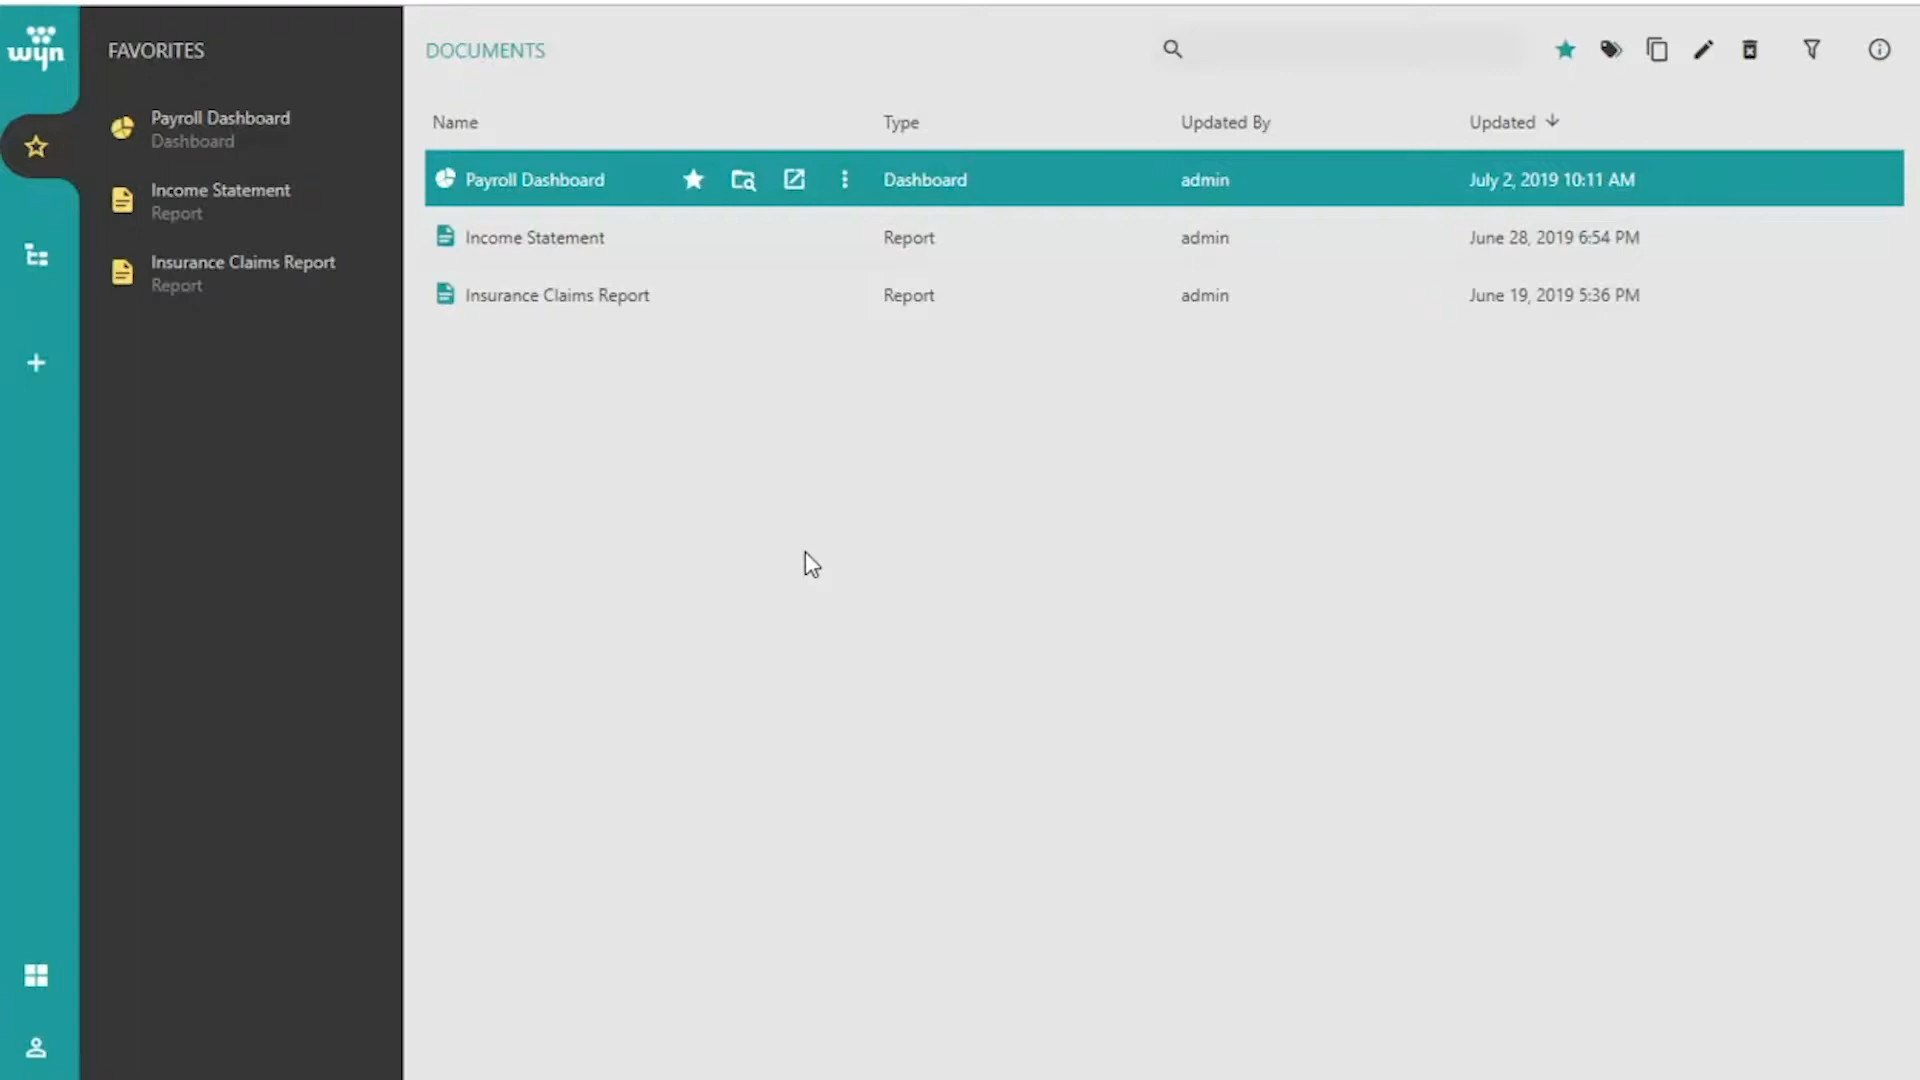 wyn
FAVORITES
Payroll Dashboard
Dashboard
Income Statement
Report
Insurance Claims Report
Report
DOCUMENTS
Name Type Updated By Updated
Payroll Dashboard Dashboard admin July 2, 2019 10:11 AM
Income Statement Report admin June 28, 2019 6:54 PM
Insurance Claims Report Report admin June 19, 2019 5:36 PM